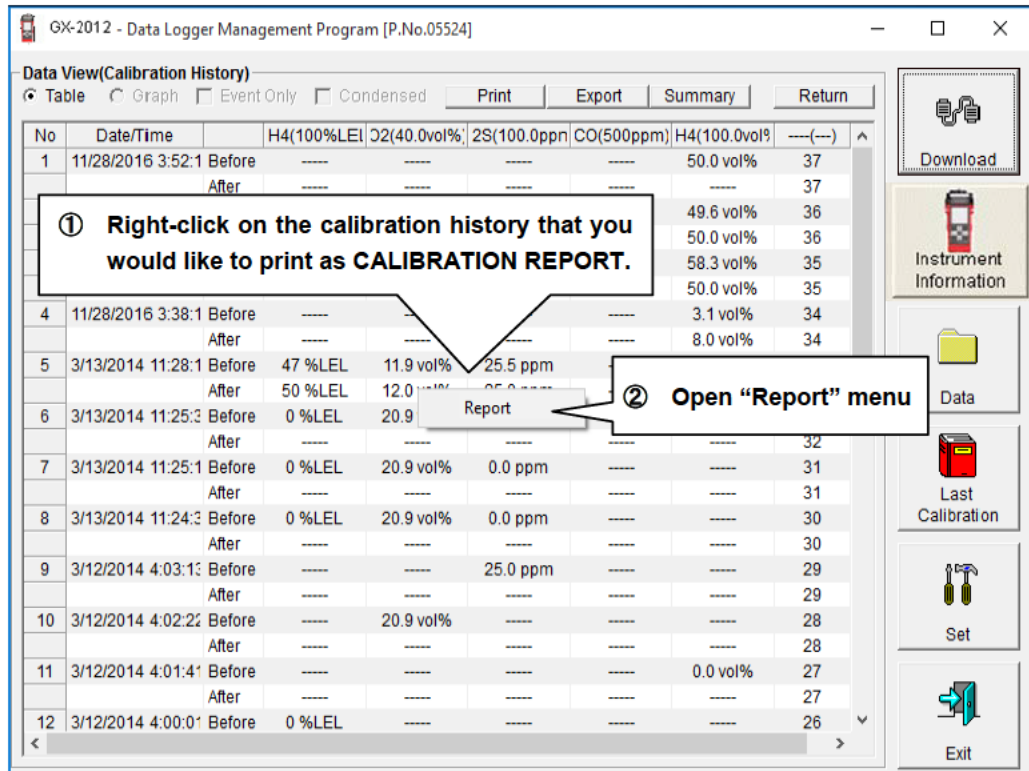 GX-2012 - Data Logger Management Program [P.No.05524]
Data View(Calibration History)
Table Graph Event Only Condensed Print Export Summary Return
No Date/Time H4(100%LEL O2(40.0vol%) 2S(100.0ppn CO(500ppm) H4(100.0vol% ----(---)
1 11/28/2016 3:52:1 Before ----- ----- ----- ----- 50.0 vol% 37
After ----- ----- ----- ----- ----- 37
① Right-click on the calibration history that you
would like to print as CALIBRATION REPORT.
49.6 vol% 36
50.0 vol% 36
58.3 vol% 35
50.0 vol% 35
4 11/28/2016 3:38:1 Before ----- ----- 3.1 vol% 34
After ----- ----- ----- 8.0 vol% 34
5 3/13/2014 11:28:1 Before 47 %LEL 11.9 vol% 25.5 ppm
After 50 %LEL 12.0
Report
② Open “Report” menu
6 3/13/2014 11:25:3 Before 0 %LEL 20.9
After ----- ----- ----- ----- ----- 32
7 3/13/2014 11:25:1 Before 0 %LEL 20.9 vol% 0.0 ppm ----- ----- 31
After ----- ----- ----- ----- ----- 31
8 3/13/2014 11:24:3 Before 0 %LEL 20.9 vol% 0.0 ppm ----- ----- 30
After ----- ----- ----- ----- ----- 30
9 3/12/2014 4:03:13 Before ----- ----- 25.0 ppm ----- ----- 29
After ----- ----- ----- ----- ----- 29
10 3/12/2014 4:02:22 Before ----- 20.9 vol% ----- ----- ----- 28
After ----- ----- ----- ----- ----- 28
11 3/12/2014 4:01:41 Before ----- ----- ----- ----- 0.0 vol% 27
After ----- ----- ----- ----- ----- 27
12 3/12/2014 4:00:01 Before 0 %LEL ----- ----- ----- ----- 26
Download
Instrument
Information
Data
Last
Calibration
Set
Exit